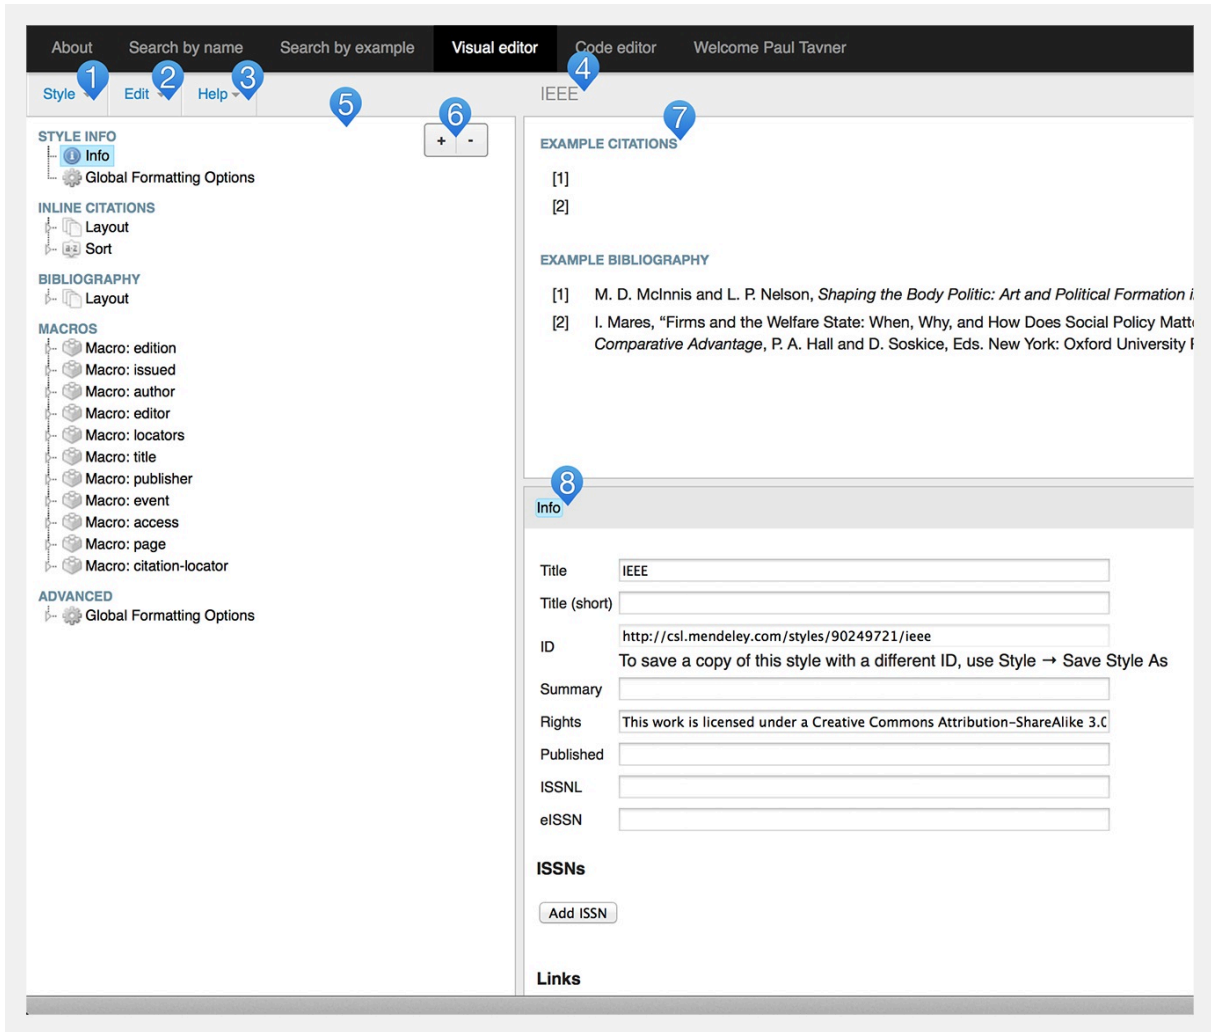 About Search by name Search by example Visual editor Code editor Welcome Paul Tavner
1 2 3 4 5 6 7
Style Edit Help IEEE
STYLE INFO
Info
Global Formatting Options
+ -
INLINE CITATIONS
Layout
Sort
BIBLIOGRAPHY
Layout
MACROS
Macro: edition
Macro: issued
Macro: author
Macro: editor
Macro: locators
Macro: title
Macro: publisher
Macro: event
Macro: access
Macro: page
Macro: citation-locator
ADVANCED
Global Formatting Options
EXAMPLE CITATIONS
[1]
[2]
EXAMPLE BIBLIOGRAPHY
[1] M. D. McInnis and L. P. Nelson, Shaping the Body Politic: Art and Political Formation i
[2] I. Mares, “Firms and the Welfare State: When, Why, and How Does Social Policy Matt
Comparative Advantage, P. A. Hall and D. Soskice, Eds. New York: Oxford University
8
Info
Title IEEE
Title (short)
ID http://csl.mendeley.com/styles/90249721/ieee
To save a copy of this style with a different ID, use Style → Save Style As
Summary
Rights This work is licensed under a Creative Commons Attribution-ShareAlike 3.0
Published
ISSNL
eISSN
ISSNs
Add ISSN
Links